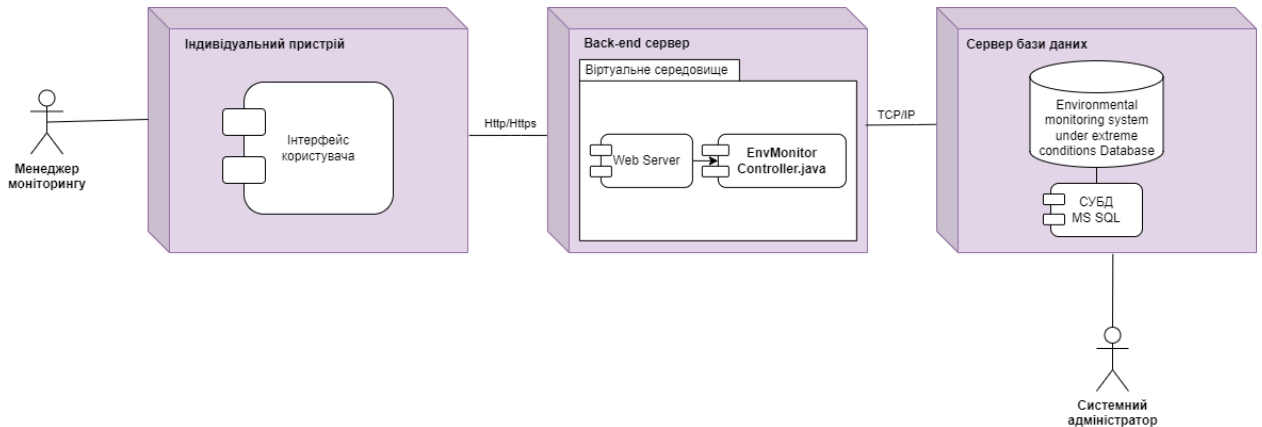 Індивідуальний пристрій
Інтерфейс
користувача
Менеджер
моніторингу
Http/Https
Back-end сервер
Віртуальне середовище
Web Server
EnvMonitor
Controller.java
TCP/IP
Сервер бази даних
Environmental
monitoring system
under extreme
conditions Database
СУБД
MS SQL
Системний
адміністратор